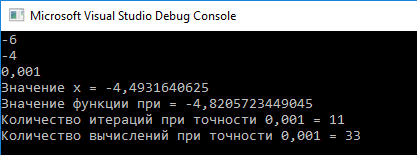 Microsoft Visual Studio Debug Console
-6
-4
0,001
Значение x = -4,4931640625
Значение функции при = -4,8205723449045
Количество итераций при точности 0,001 = 11
Количество вычислений при точности 0,001 = 33